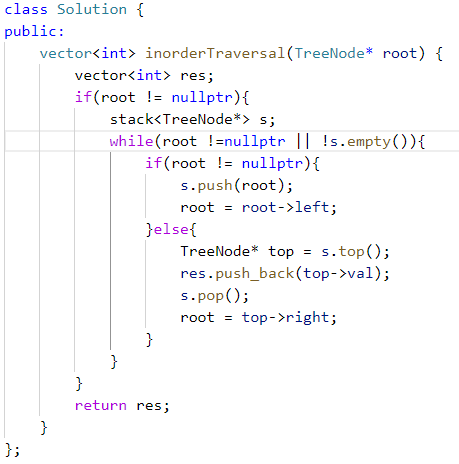 class Solution {
public:
    vector<int> inorderTraversal(TreeNode* root) {
        vector<int> res;
        if(root != nullptr){
            stack<TreeNode*> s;
            while(root !=nullptr || !s.empty()){
                if(root != nullptr){
                    s.push(root);
                    root = root->left;
                }else{
                    TreeNode* top = s.top();
                    res.push_back(top->val);
                    s.pop();
                    root = top->right;
                }
            }
        }
        return res;
    }
};